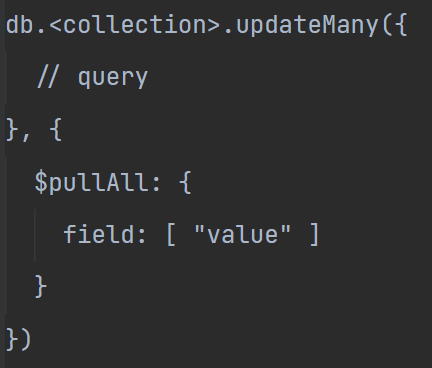 db.<collection>.updateMany({
  // query
}, {
  $pullAll: {
    field: [ "value" ]
  }
})